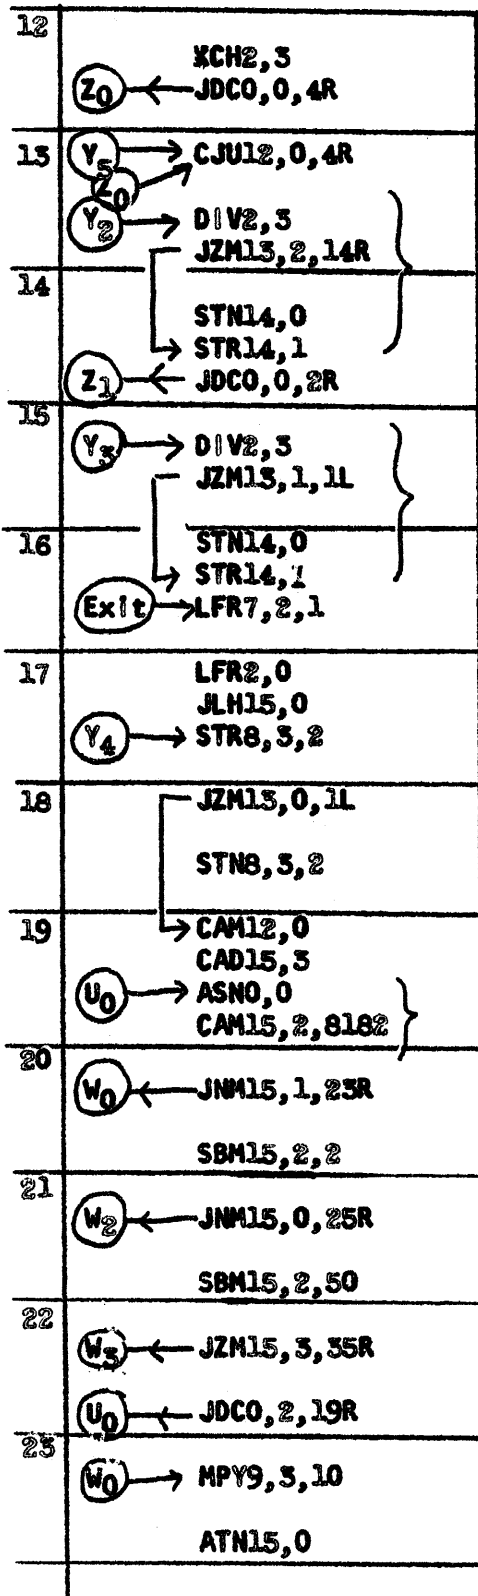 12
XCH2,3
Z0 JDC0,0,4R
13
Y5 CJU12,0,4R
Z0
Y2 DIV2,3
JZM13,2,14R
14
STN14,0
STR14,1
Z1 JDC0,0,2R
15
Y3 DIV2,3
JZM13,1,1L
16
STN14,0
STR14,1
Exit LFR7,2,1
17
LFR2,0
JLH15,0
Y4 STR8,3,2
18
JZM13,0,1L
STN8,3,2
19
CAM12,0
CAD15,3
U0 ASN0,0
CAM15,2,8182
20
W0 JNM15,1,23R
SBM15,2,2
21
W2 JNM15,0,25R
SBM15,2,50
22
W3 JZM15,3,35R
U0 JDC0,2,19R
23
W0 MPY9,3,10
ATN15,0